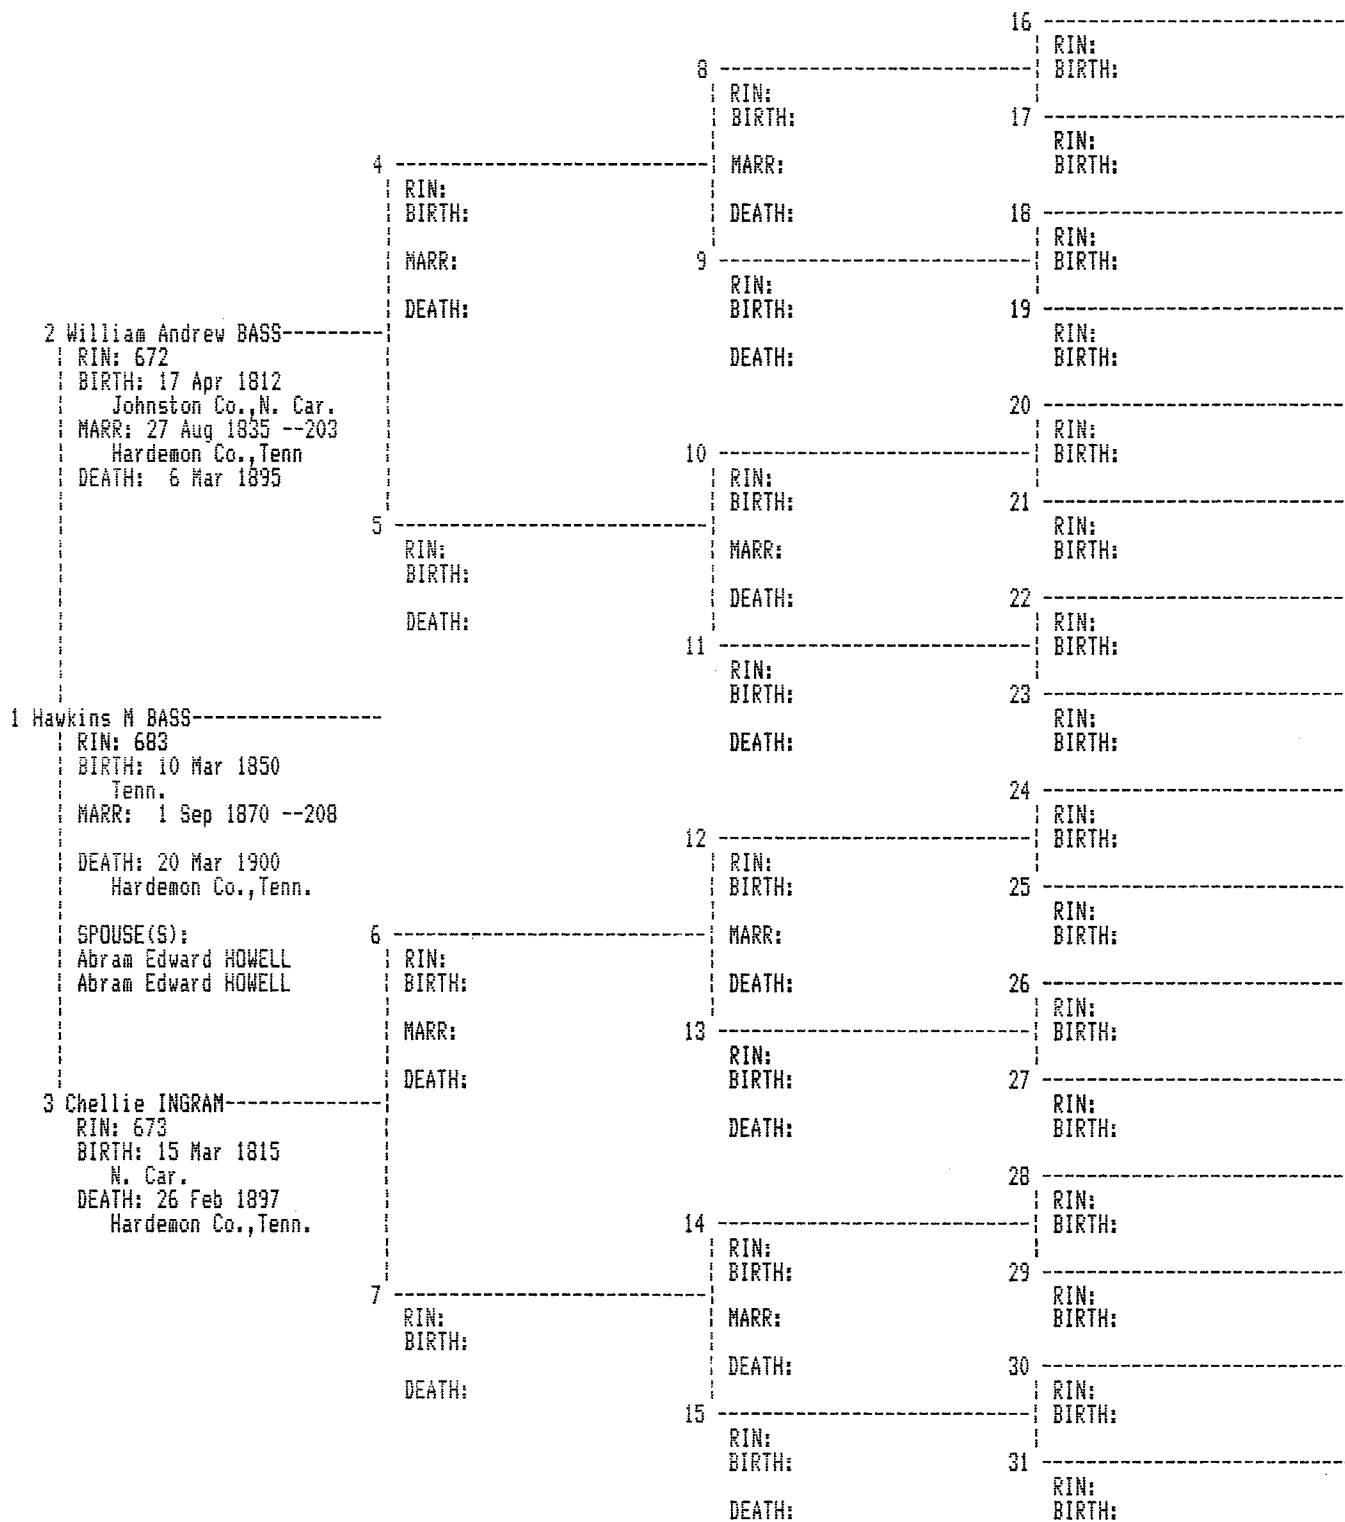 16
RIN:
BIRTH:
8
RIN:
BIRTH:
17
RIN:
BIRTH:
4
MARR:
RIN:
BIRTH:
DEATH:
18
RIN:
BIRTH:
MARR:
9
RIN:
BIRTH:
DEATH:
19
RIN:
BIRTH:
DEATH:
2 William Andrew BASS
RIN: 672
BIRTH: 17 Apr 1812
Johnston Co.,N. Car.
MARR: 27 Aug 1835 --203
Hardemon Co.,Tenn
DEATH: 6 Mar 1895
20
RIN:
BIRTH:
10
RIN:
BIRTH:
21
RIN:
BIRTH:
5
RIN:
BIRTH:
MARR:
DEATH:
DEATH:
22
RIN:
BIRTH:
11
RIN:
BIRTH:
23
RIN:
BIRTH:
DEATH:
1 Hawkins M BASS
RIN: 683
BIRTH: 10 Mar 1850
Tenn.
MARR: 1 Sep 1870 --208
DEATH: 20 Mar 1900
Hardemon Co.,Tenn.
SPOUSE(S):
Abram Edward HOWELL
Abram Edward HOWELL
24
RIN:
BIRTH:
12
RIN:
BIRTH:
25
RIN:
BIRTH:
6
MARR:
RIN:
BIRTH:
DEATH:
26
RIN:
BIRTH:
MARR:
13
RIN:
BIRTH:
DEATH:
27
RIN:
BIRTH:
DEATH:
3 Chellie INGRAM
RIN: 673
BIRTH: 15 Mar 1815
N. Car.
DEATH: 26 Feb 1897
Hardemon Co.,Tenn.
28
RIN:
BIRTH:
14
RIN:
BIRTH:
29
RIN:
BIRTH:
7
RIN:
BIRTH:
MARR:
DEATH:
DEATH:
30
RIN:
BIRTH:
15
RIN:
BIRTH:
31
RIN:
BIRTH:
DEATH: